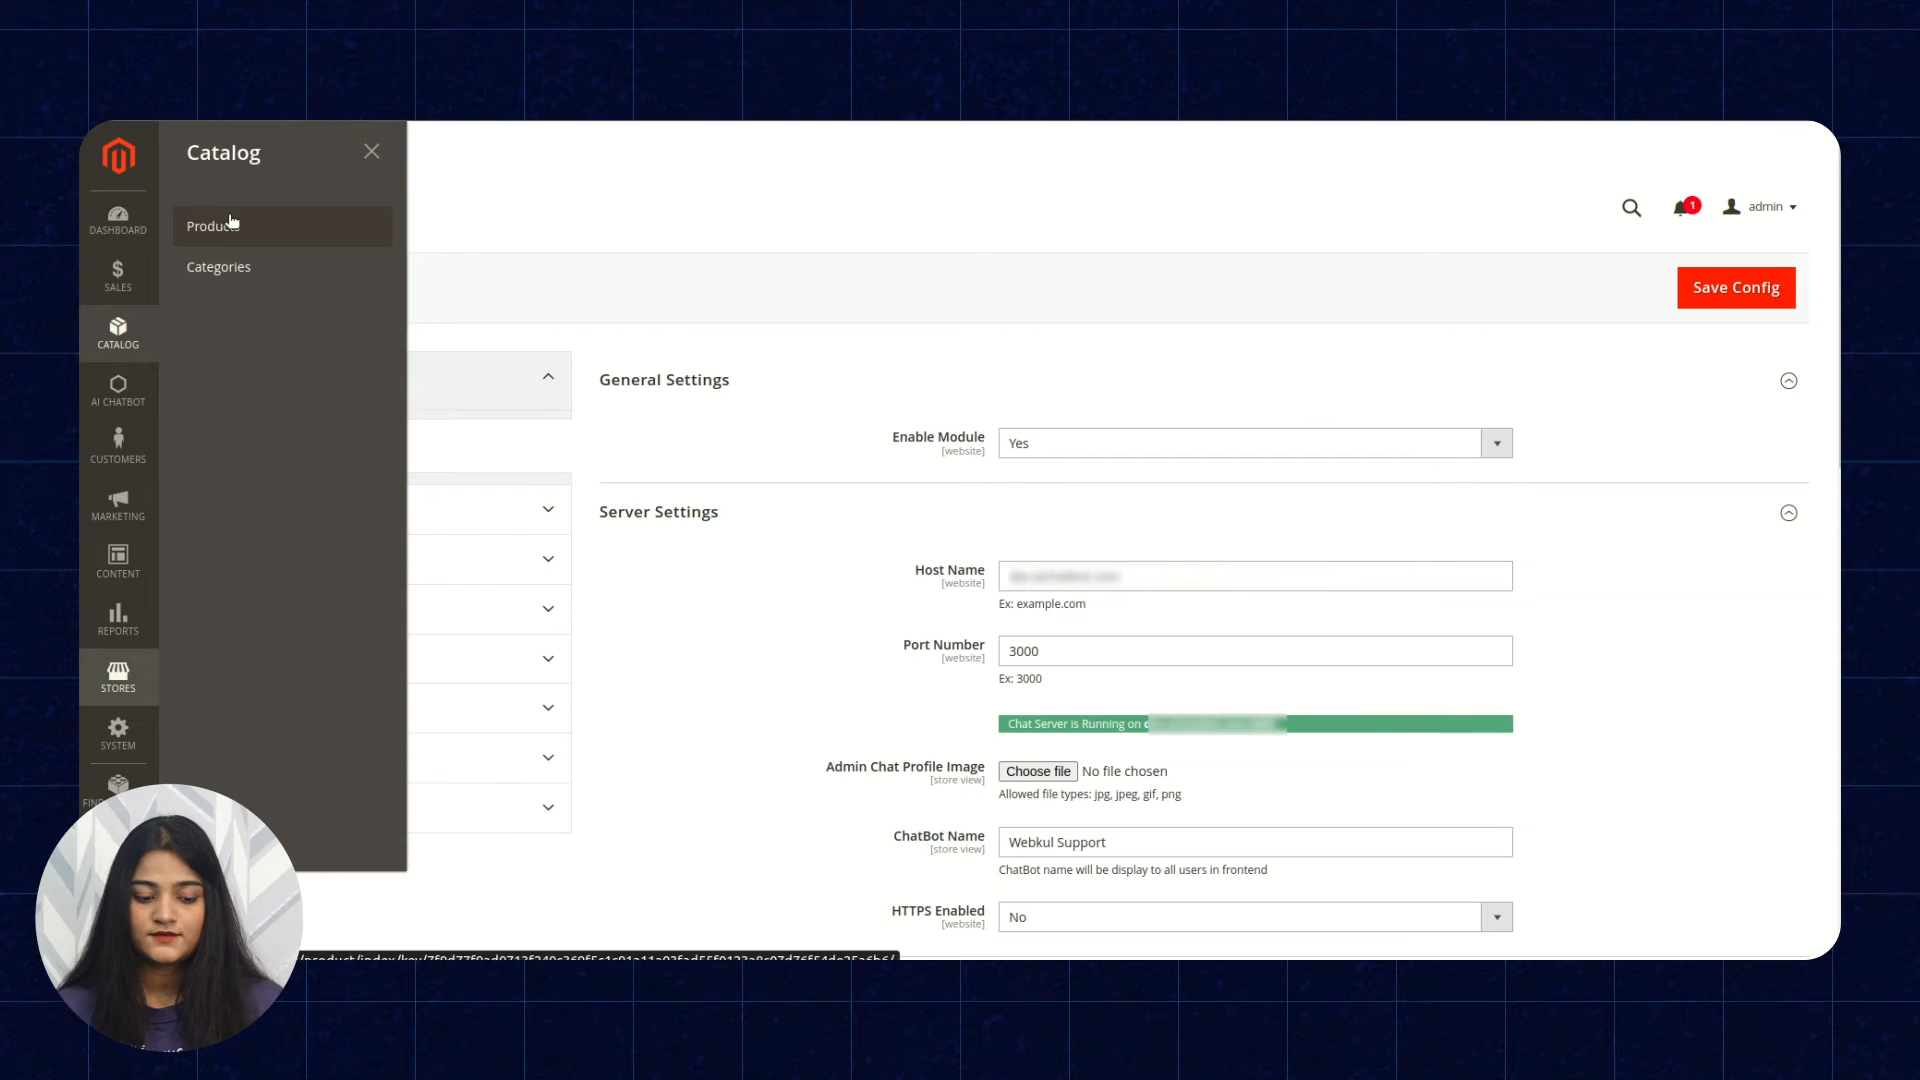 Catalog
Products
Categories
DASHBOARD
$
SALES
CATALOG
AI CHATBOT
CUSTOMERS
MARKETING
CONTENT
REPORTS
STORES
SYSTEM
1
admin
Save Config
General Settings
Enable Module
[website]
Yes
Server Settings
Host Name
[website]
Ex: example.com
Port Number
[website]
3000
Ex: 3000
Chat Server is Running on
Admin Chat Profile Image
[store view]
Choose file No file chosen
Allowed file types: jpg, jpeg, gif, png
ChatBot Name
[store view]
Webkul Support
ChatBot name will be display to all users in frontend
HTTPS Enabled
[website]
No